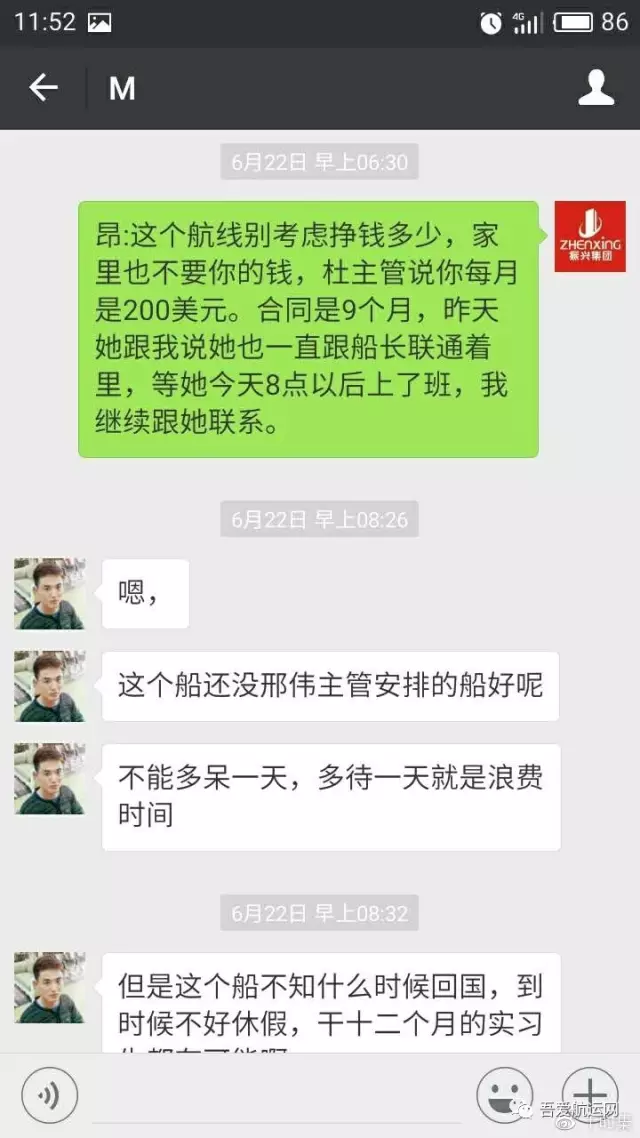 11:52
4G
86
M
6月22日 早上06:30
昂:这个航线别考虑挣钱多少，家
里也不要你的钱，杜主管说你每月
是200美元。合同是9个月，昨天
她跟我说她也一直跟船长联通着
里，等她今天8点以后上了班，我
继续跟她联系。
ZHENXING
振兴集团
6月22日 早上08:26
嗯，
这个船还没邢伟主管安排的船好呢
不能多呆一天，多待一天就是浪费
时间
6月22日 早上08:32
但是这个船不知什么时候回国，到
时候不好休假，干十二个月的实习
生都有可能啊
吾爱航运网